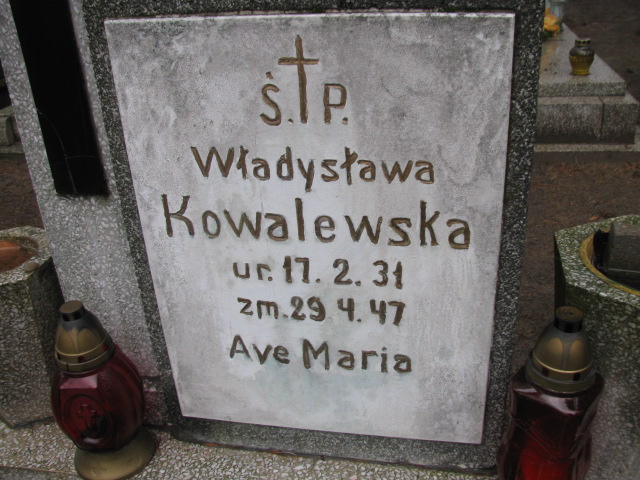 Ś.P.
Władysława
Kowalewska
ur. 17. 2. 31
zm. 29 4. 47
Ave Maria